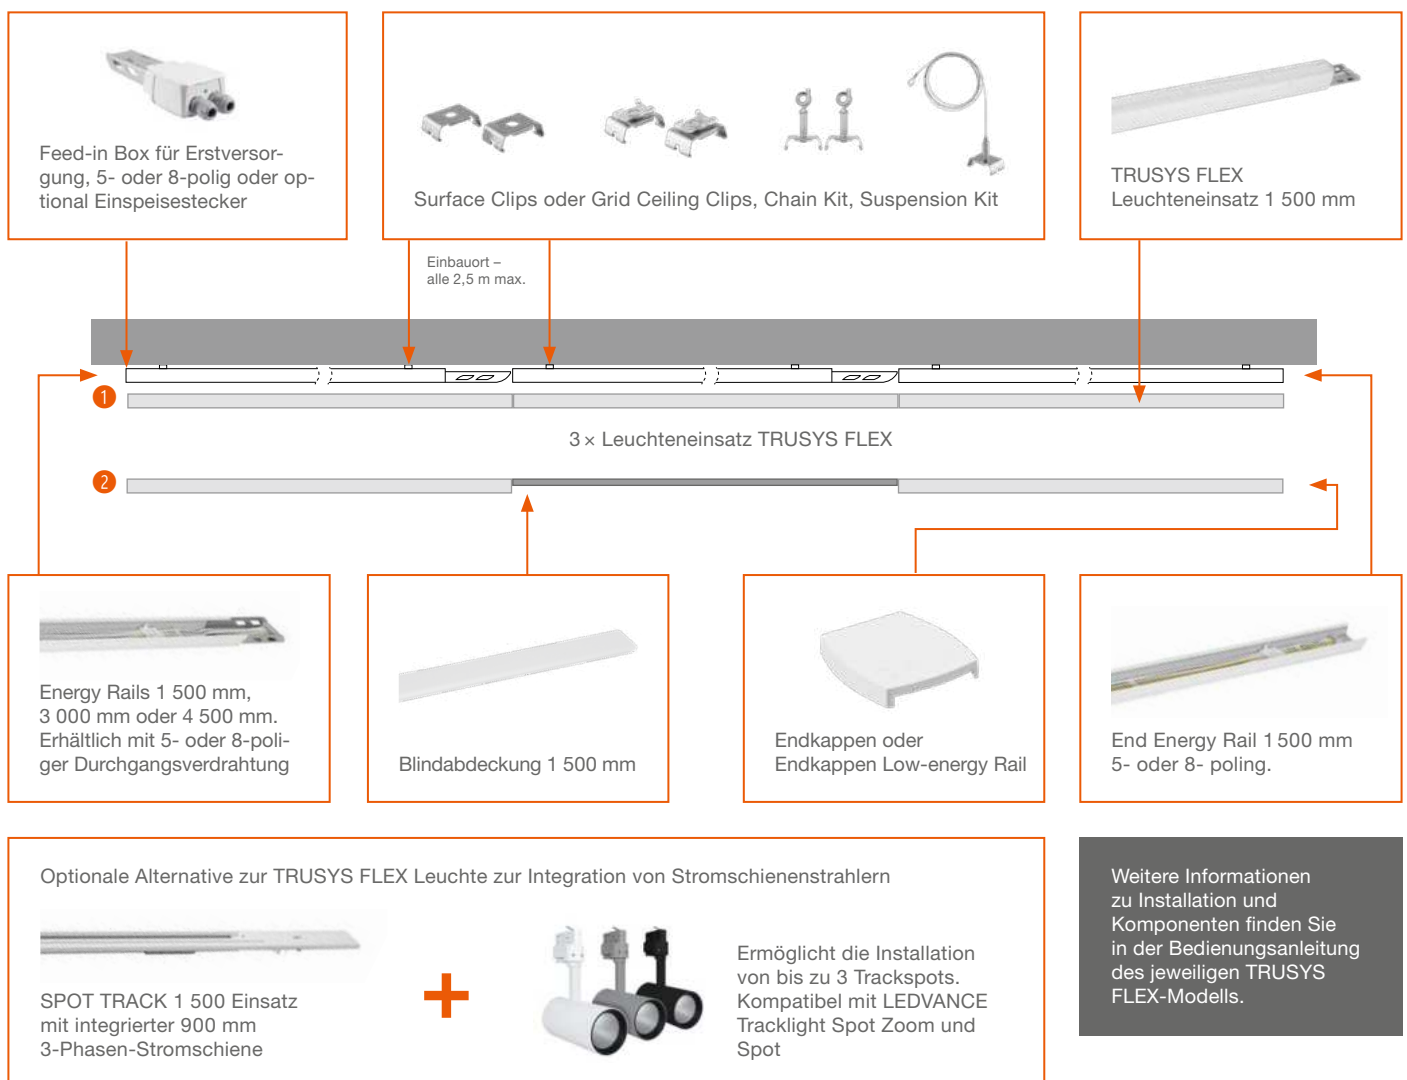 Feed-in Box für Erstversor-
gung, 5- oder 8-polig oder op-
tional Einspeisestecker
Surface Clips oder Grid Ceiling Clips, Chain Kit, Suspension Kit
TRUSYS FLEX
Leuchteneinsatz 1 500 mm
Einbauort –
alle 2,5 m max.
1
3 × Leuchteneinsatz TRUSYS FLEX
2
Energy Rails 1 500 mm,
3 000 mm oder 4 500 mm.
Erhältlich mit 5- oder 8-poli-
ger Durchgangsverdrahtung
Blindabdeckung 1 500 mm
Endkappen oder
Endkappen Low-energy Rail
End Energy Rail 1 500 mm
5- oder 8- poling.
Optionale Alternative zur TRUSYS FLEX Leuchte zur Integration von Stromschienenstrahlern
SPOT TRACK 1 500 Einsatz
mit integrierter 900 mm
3-Phasen-Stromschiene
+
Ermöglicht die Installation
von bis zu 3 Trackspots.
Kompatibel mit LEDVANCE
Tracklight Spot Zoom und
Spot
Weitere Informationen
zu Installation und
Komponenten finden Sie
in der Bedienungsanleitung
des jeweiligen TRUSYS
FLEX-Modells.